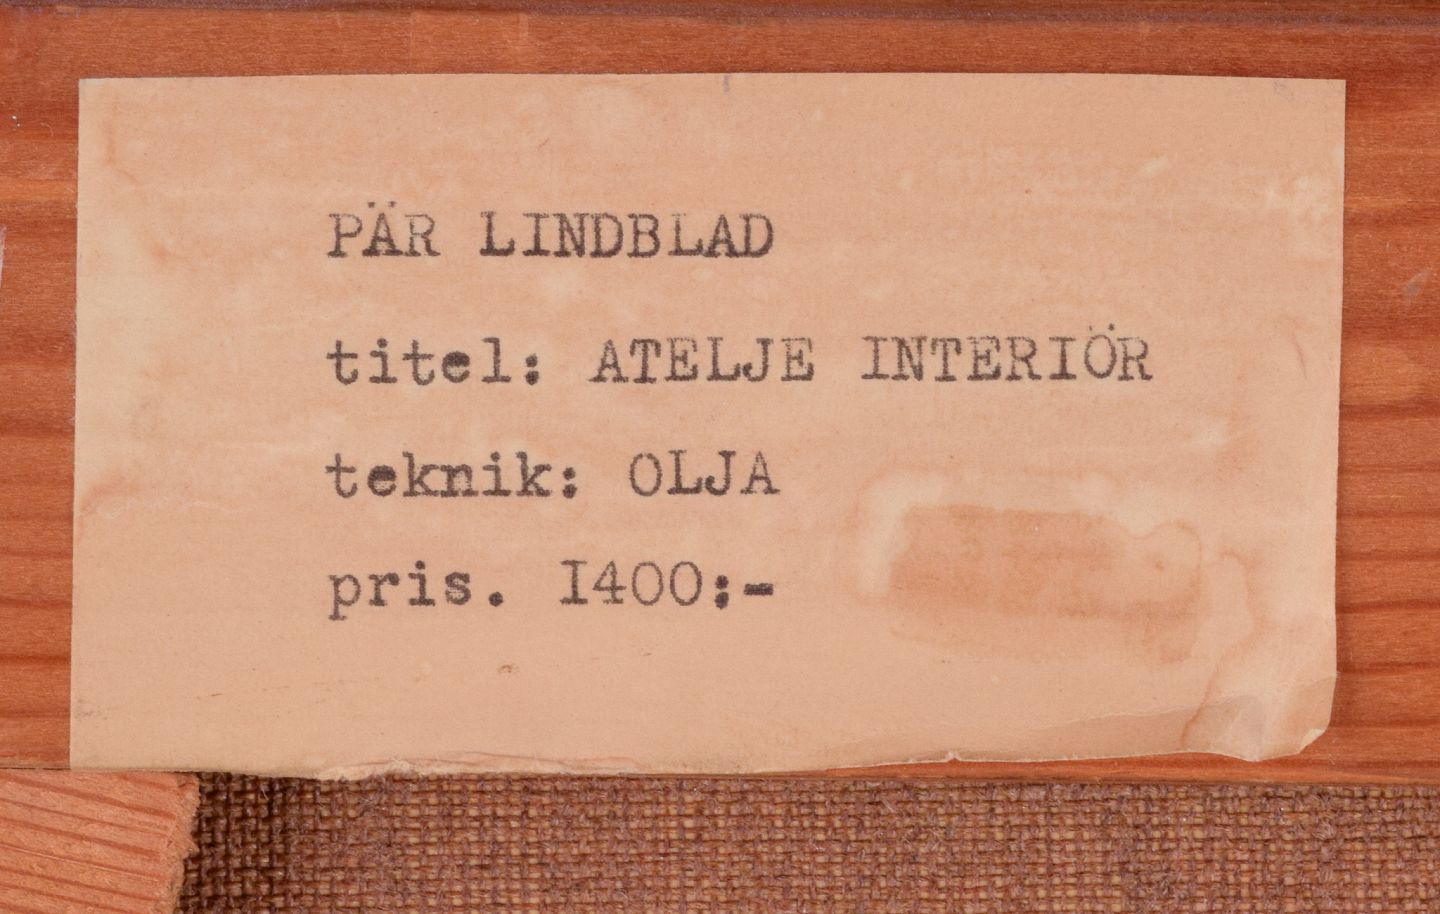 PÄR LINDBLAD
titel: ATELJE INTERIÖR
teknik: OLJA
pris. I400:-